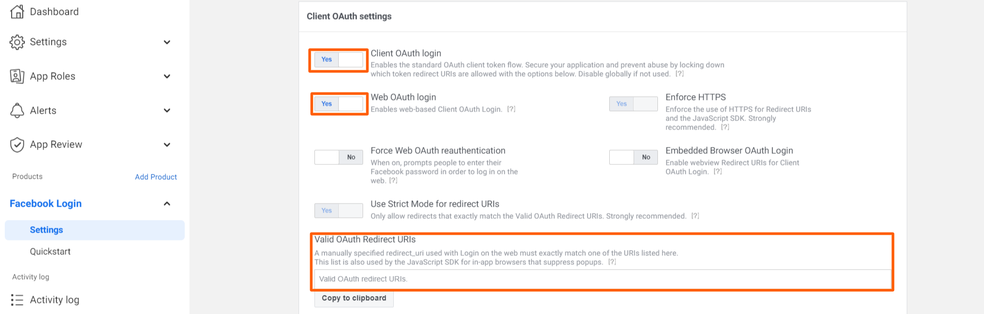 Dashboard
Settings
App Roles
Alerts
App Review
Products
Add Product
Facebook Login
Settings
Quickstart
Activity log
Activity log
Client OAuth settings
Yes
Client OAuth login
Enables the standard OAuth client token flow. Secure your application and prevent abuse by locking down
which token redirect URIs are allowed with the options below. Disable globally if not used. [?]
Yes
Web OAuth login
Enables web-based Client OAuth Login. [?]
Yes
Enforce HTTPS
Enforce the use of HTTPS for Redirect URIs
and the JavaScript SDK. Strongly
recommended. [?]
No
Force Web OAuth reauthentication
When on, prompts people to enter their
Facebook password in order to log in on the
web. [?]
No
Embedded Browser OAuth Login
Enable webview Redirect URIs for Client
OAuth Login. [?]
Yes
Use Strict Mode for redirect URIs
Only allow redirects that exactly match the Valid OAuth Redirect URIs. Strongly recommended. [?]
Valid OAuth Redirect URIs
A manually specified redirect_uri used with Login on the web must exactly match one of the URIs listed here.
This list is also used by the JavaScript SDK for in-app browsers that suppress popups. [?]
Valid OAuth redirect URIs.
Copy to clipboard